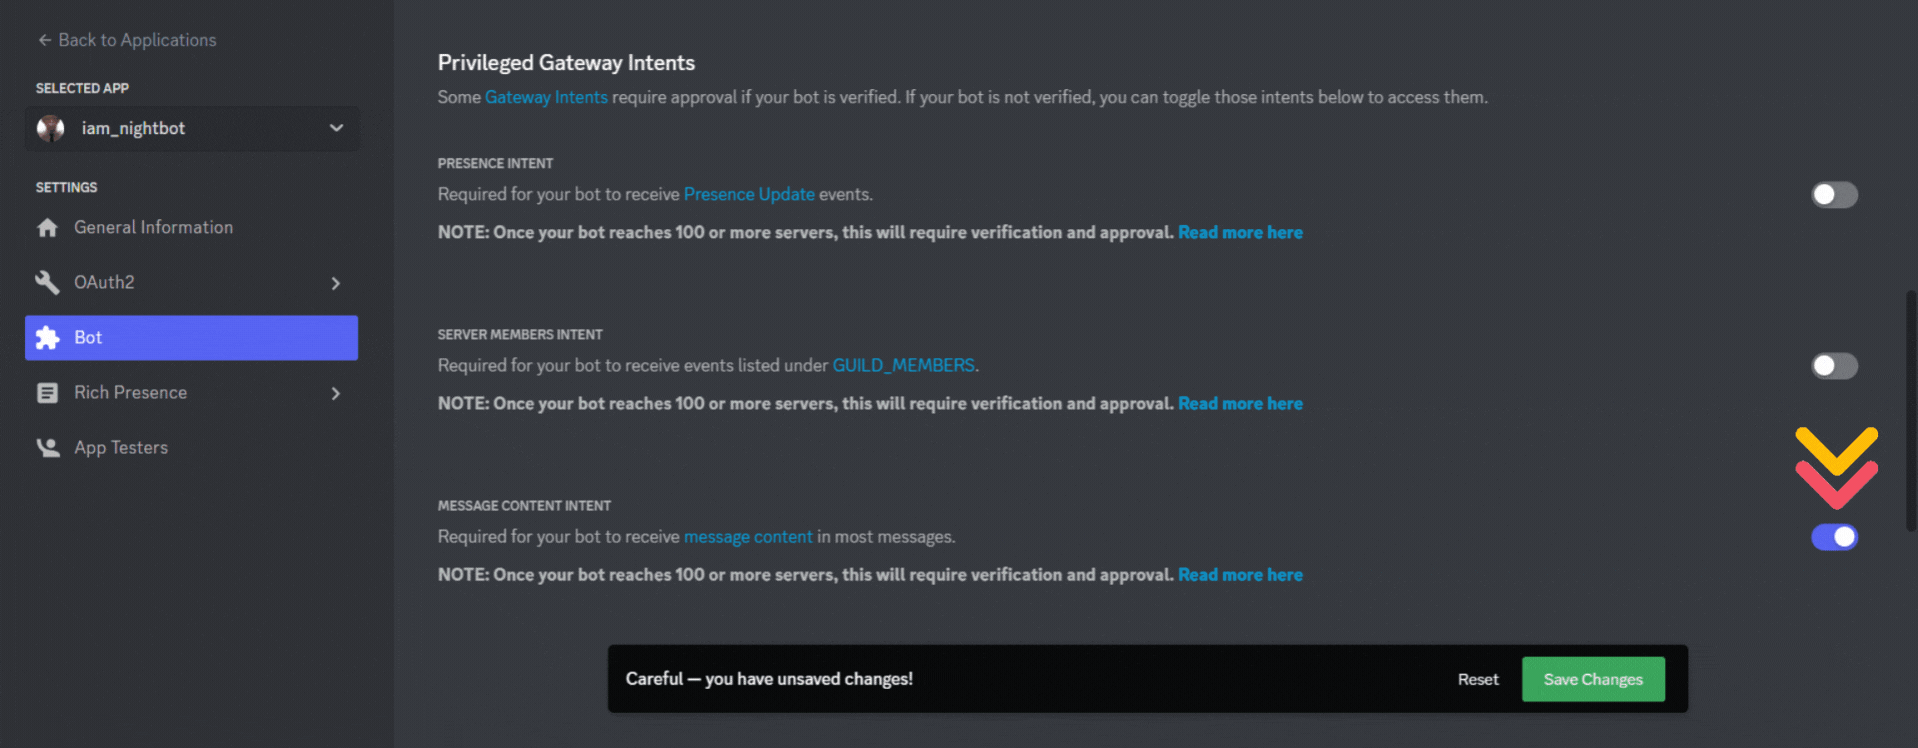 ← Back to Applications
SELECTED APP
iam_nightbot
SETTINGS
General Information
OAuth2
Bot
Rich Presence
App Testers
Privileged Gateway Intents
Some Gateway Intents require approval if your bot is verified. If your bot is not verified, you can toggle those intents below to access them.
PRESENCE INTENT
Required for your bot to receive Presence Update events.
NOTE: Once your bot reaches 100 or more servers, this will require verification and approval. Read more here
SERVER MEMBERS INTENT
Required for your bot to receive events listed under GUILD_MEMBERS.
NOTE: Once your bot reaches 100 or more servers, this will require verification and approval. Read more here
MESSAGE CONTENT INTENT
Required for your bot to receive message content in most messages.
NOTE: Once your bot reaches 100 or more servers, this will require verification and approval. Read more here
Careful — you have unsaved changes!
Reset
Save Changes